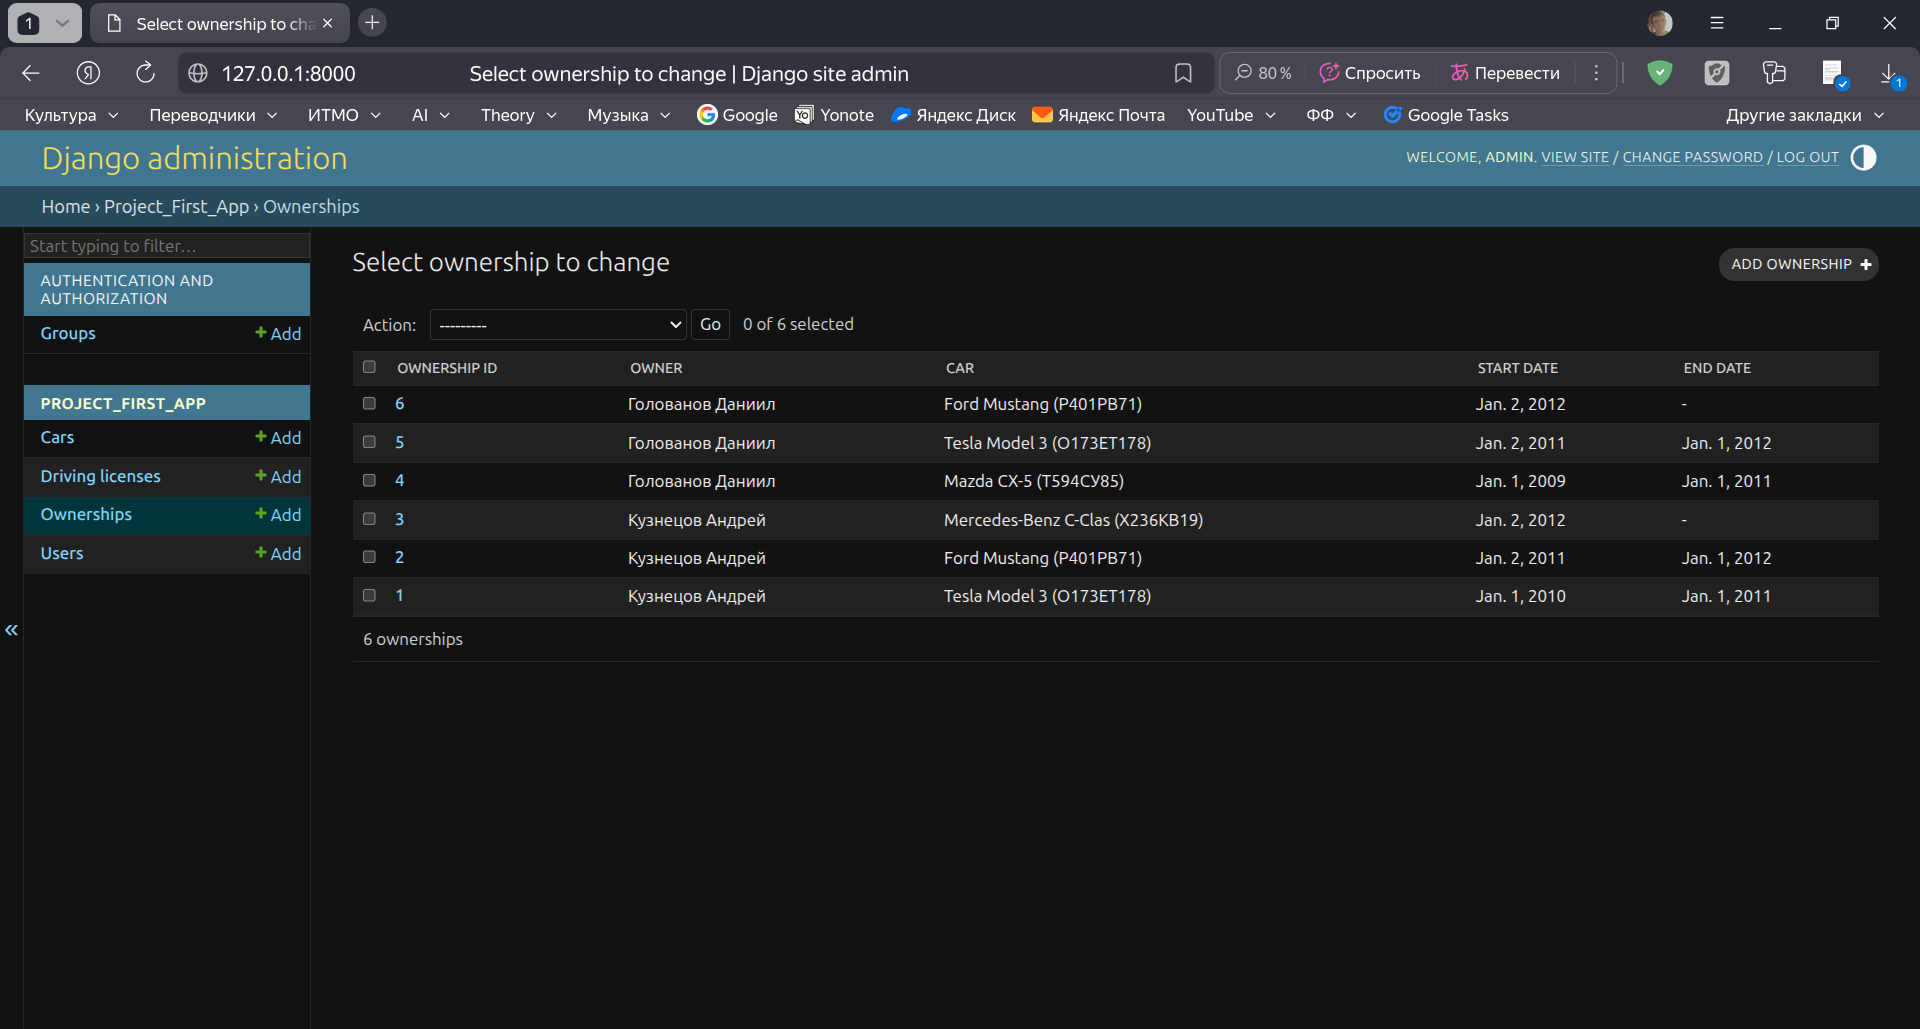 1 Select ownership to cha
127.0.0.1:8000 Select ownership to change | Django site admin 80 % Спросить Перевести 1
Культура Переводчики ИТМО AI Theory Музыка Google Yonote Яндекс Диск Яндекс Почта YouTube ФФ Google Tasks Другие закладки
Django administration WELCOME, ADMIN. VIEW SITE / CHANGE PASSWORD / LOG OUT
Home › Project_First_App › Ownerships
Start typing to filter…
AUTHENTICATION AND
AUTHORIZATION
Groups + Add
PROJECT_FIRST_APP
Cars + Add
Driving licenses + Add
Ownerships + Add
Users + Add
«
Select ownership to change
ADD OWNERSHIP +
Action: --------- Go 0 of 6 selected
OWNERSHIP ID OWNER CAR START DATE END DATE
6 Голованов Даниил Ford Mustang (Р401РВ71) Jan. 2, 2012 -
5 Голованов Даниил Tesla Model 3 (О173ЕТ178) Jan. 2, 2011 Jan. 1, 2012
4 Голованов Даниил Mazda CX-5 (Т594СУ85) Jan. 1, 2009 Jan. 1, 2011
3 Кузнецов Андрей Mercedes-Benz C-Clas (Х236КВ19) Jan. 2, 2012 -
2 Кузнецов Андрей Ford Mustang (Р401РВ71) Jan. 2, 2011 Jan. 1, 2012
1 Кузнецов Андрей Tesla Model 3 (О173ЕТ178) Jan. 1, 2010 Jan. 1, 2011
6 ownerships